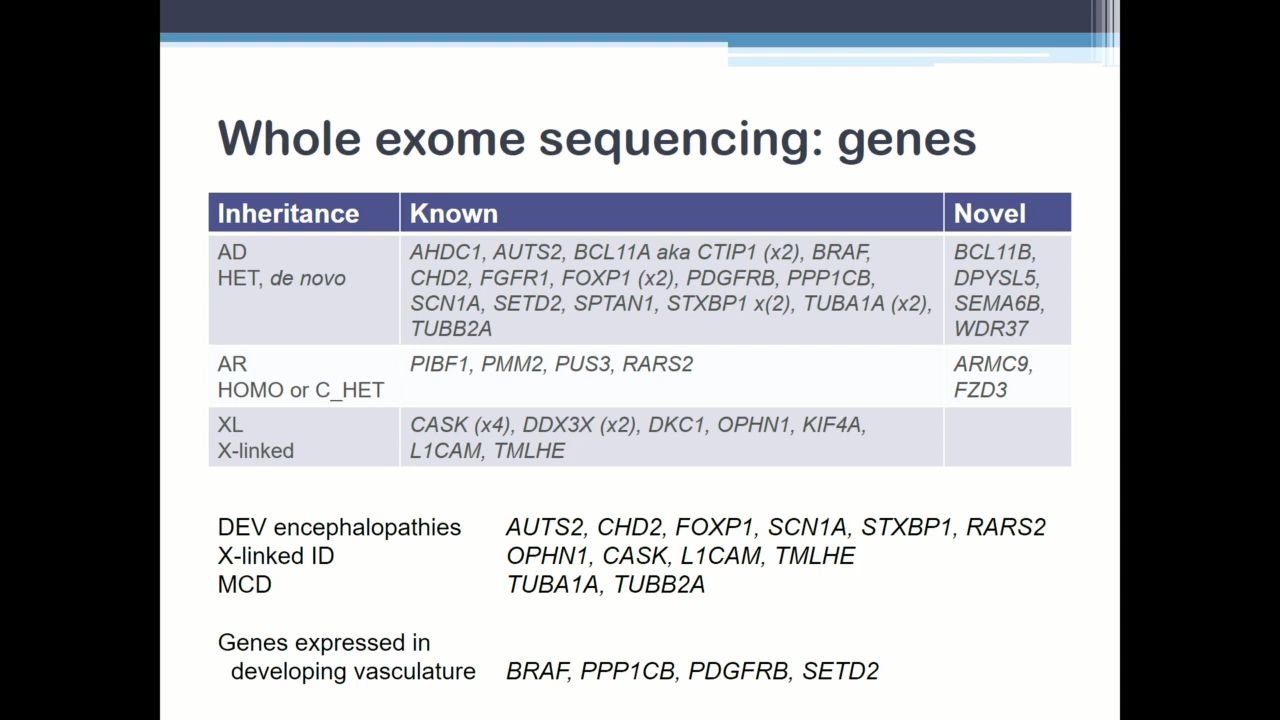 Whole exome sequencing: genes
Inheritance Known Novel
AD AHDC1, AUTS2, BCL11A aka CTIP1 (x2), BRAF, BCL11B,
HET, de novo CHD2, FGFR1, FOXP1 (x2), PDGFRB, PPP1CB, DPYSL5,
SCN1A, SETD2, SPTAN1, STXBP1 x(2), TUBA1A (x2), SEMA6B,
TUBB2A WDR37
AR PIBF1, PMM2, PUS3, RARS2 ARMC9,
HOMO or C_HET FZD3
XL CASK (x4), DDX3X (x2), DKC1, OPHN1, KIF4A,
X-linked L1CAM, TMLHE
DEV encephalopathies AUTS2, CHD2, FOXP1, SCN1A, STXBP1, RARS2
X-linked ID OPHN1, CASK, L1CAM, TMLHE
MCD TUBA1A, TUBB2A
Genes expressed in
developing vasculature BRAF, PPP1CB, PDGFRB, SETD2